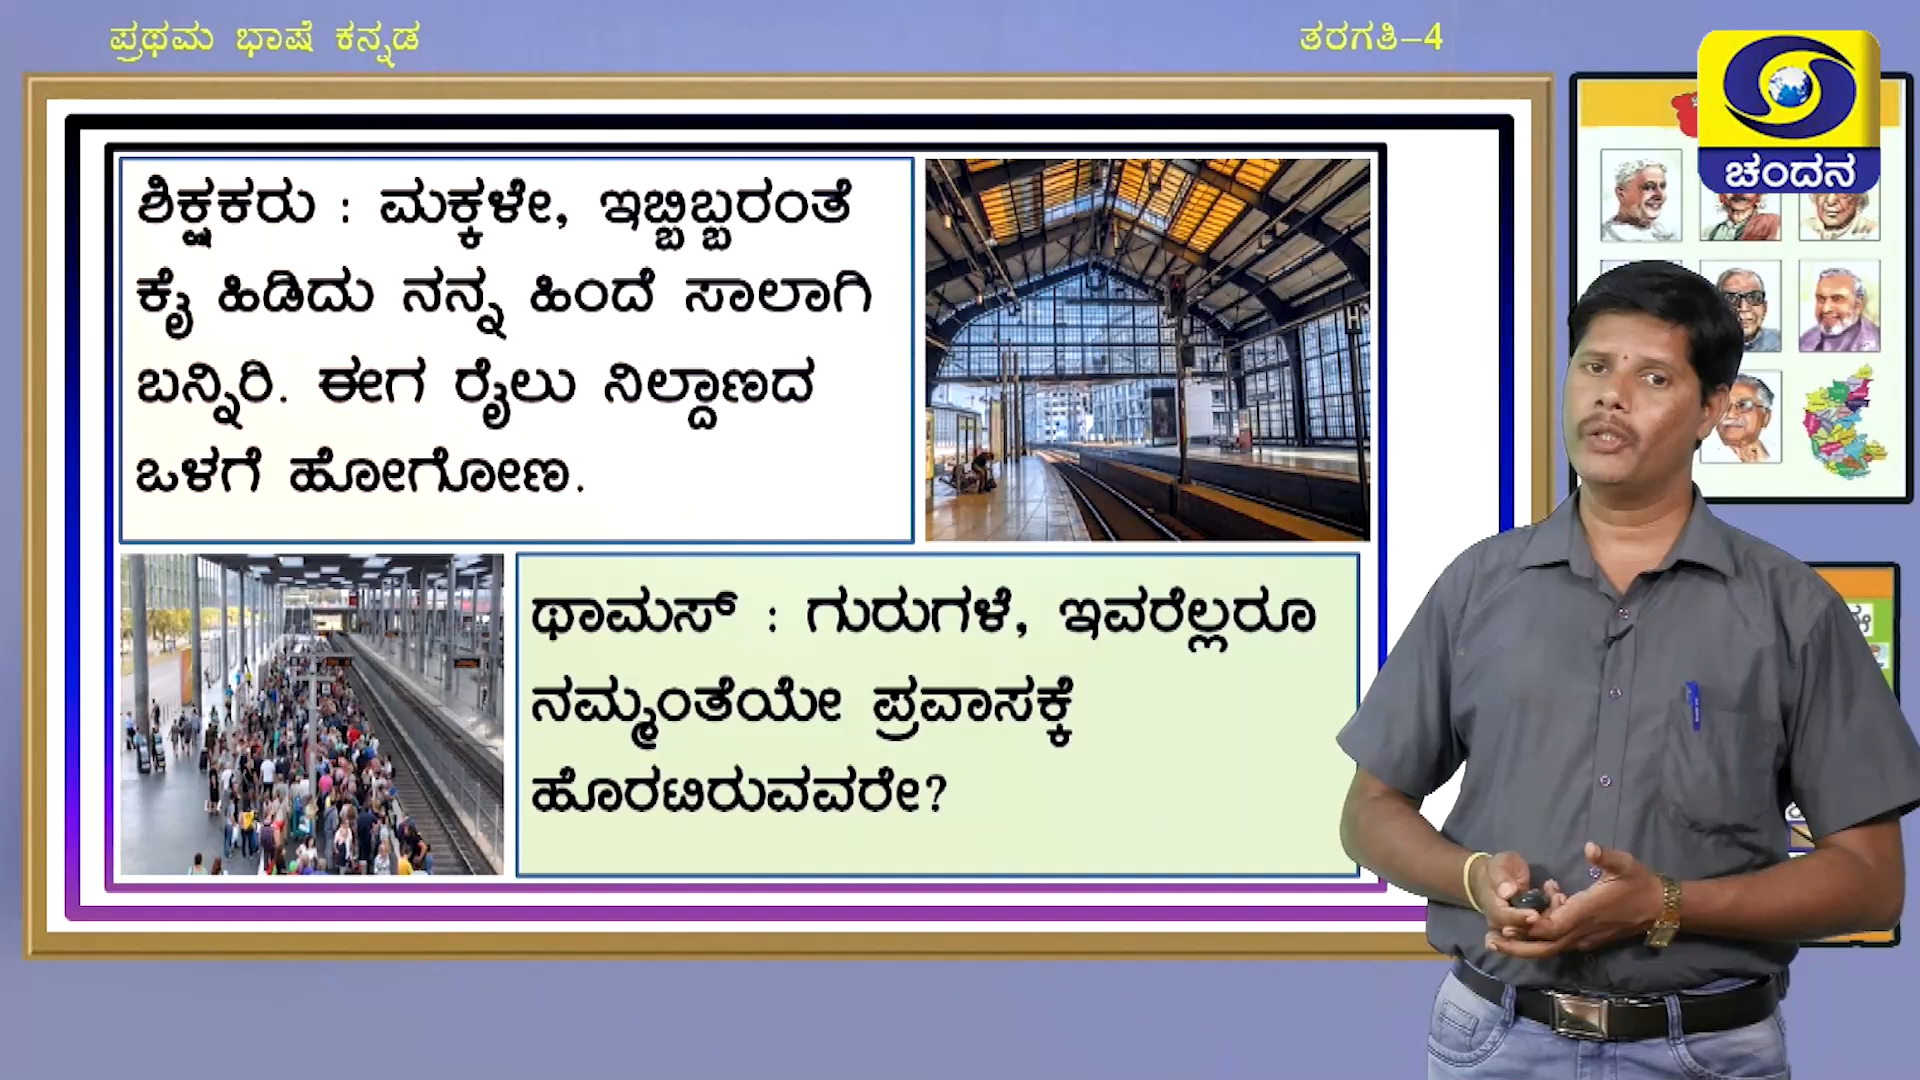 ಪ್ರಥಮ ಭಾಷೆ ಕನ್ನಡ
ತರಗತಿ-4
ಚಂದನ
ಶಿಕ್ಷಕರು : ಮಕ್ಕಳೇ, ಇಬ್ಬಿಬ್ಬರಂತೆ
ಕೈ ಹಿಡಿದು ನನ್ನ ಹಿಂದೆ ಸಾಲಾಗಿ
ಬನ್ನಿರಿ. ಈಗ ರೈಲು ನಿಲ್ದಾಣದ
ಒಳಗೆ ಹೋಗೋಣ.
ಥಾಮಸ್ : ಗುರುಗಳೆ, ಇವರೆಲ್ಲರೂ
ನಮ್ಮಂತೆಯೇ ಪ್ರವಾಸಕ್ಕೆ
ಹೊರಟಿರುವವರೇ?